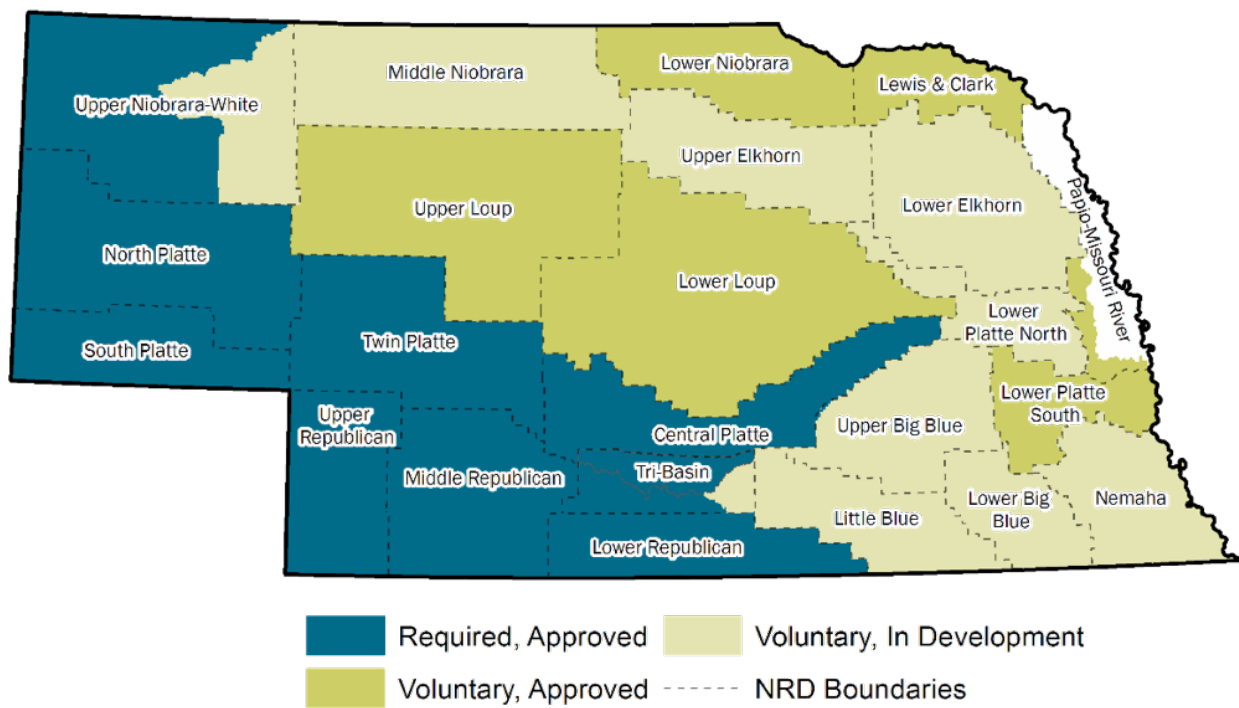 Middle Niobrara
Lower Niobrara
Lewis & Clark
Upper Niobrara-White
Upper Elkhorn
Lower Elkhorn
Papio-Missouri River
Upper Loup
North Platte
Lower Loup
Lower
Platte North
South Platte
Twin Platte
Lower Platte
South
Upper
Republican
Central Platte
Upper Big Blue
Middle Republican
Tri-Basin
Lower Big
Blue
Nemaha
Little Blue
Lower Republican
Required, Approved
Voluntary, In Development
Voluntary, Approved
NRD Boundaries